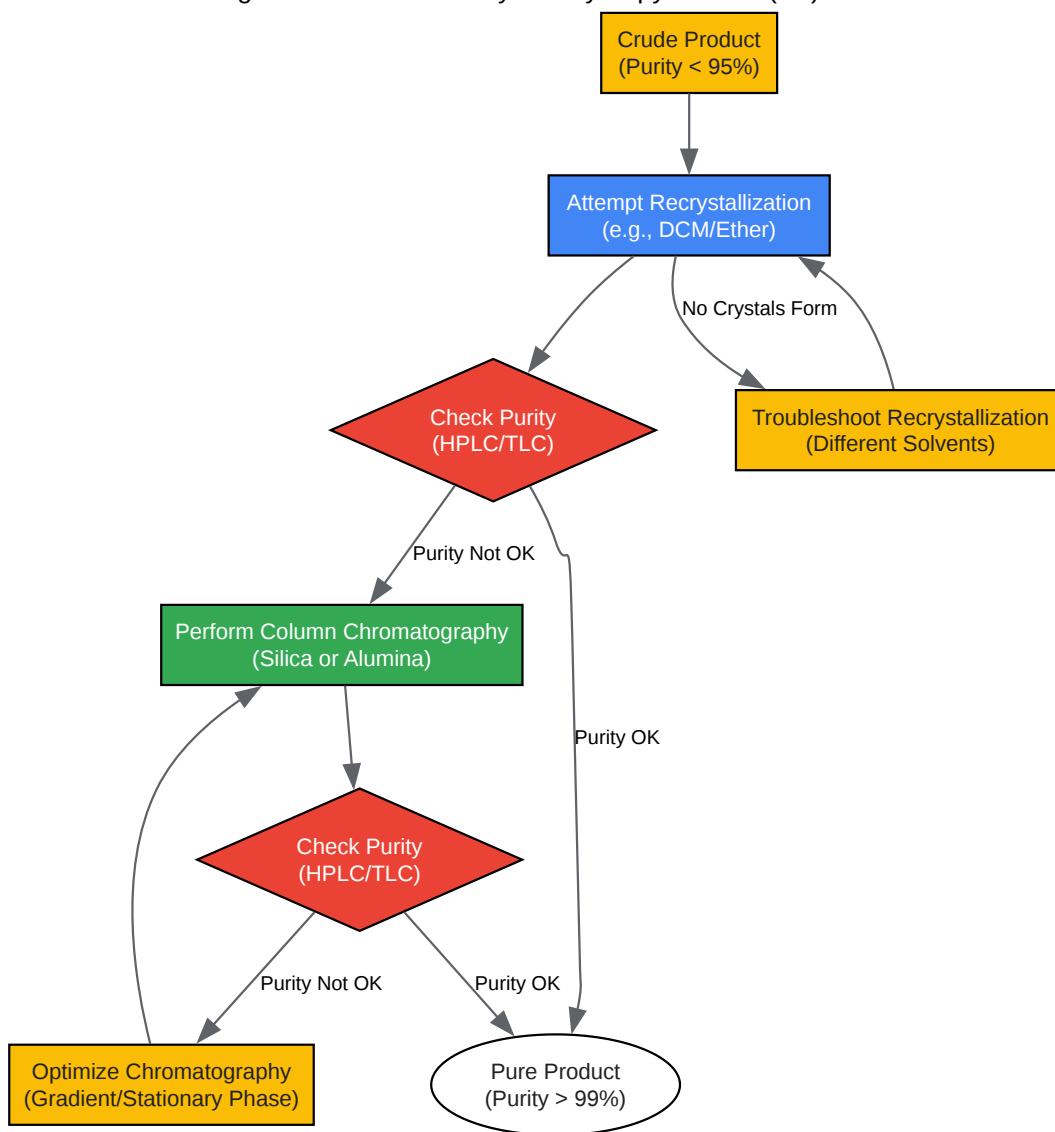 Crude Product
(Purity < 95%)
Attempt Recrystallization
(e.g., DCM/Ether)
No Crystals Form
Check Purity
(HPLC/TLC)
Troubleshoot Recrystallization
(Different Solvents)
Purity Not OK
Perform Column Chromatography
(Silica or Alumina)
Purity OK
Check Purity
(HPLC/TLC)
Purity Not OK
Purity OK
Optimize Chromatography
(Gradient/Stationary Phase)
Pure Product
(Purity > 99%)